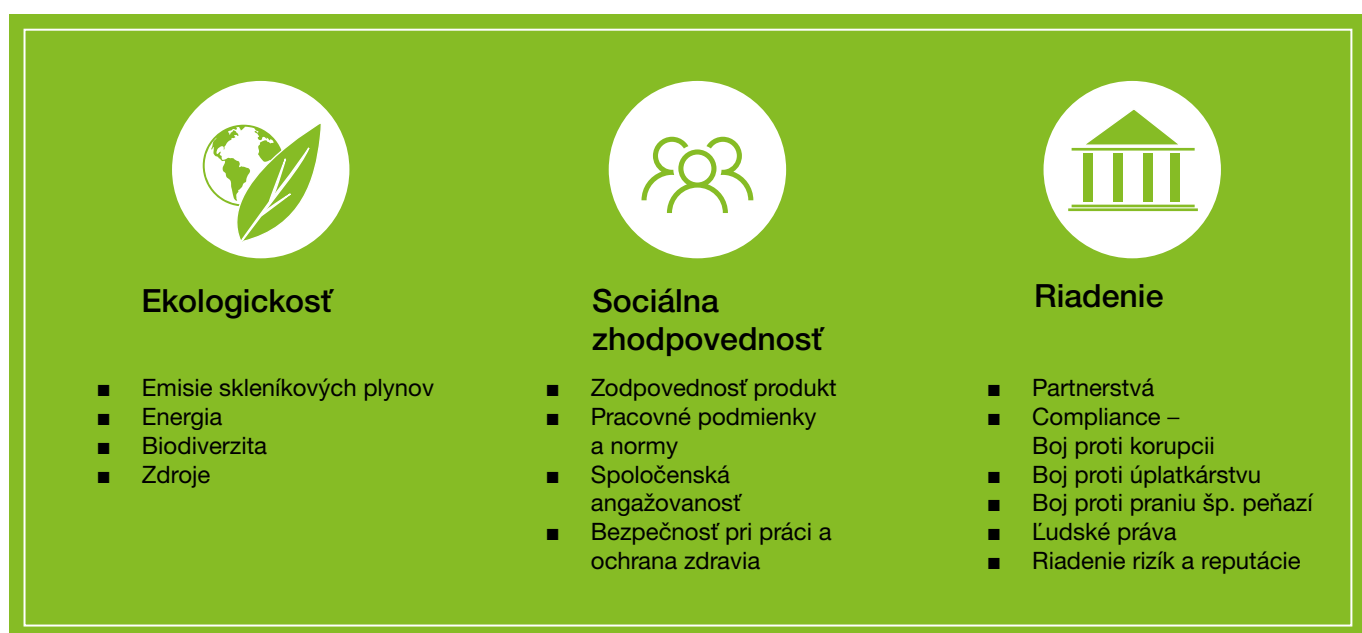 Ekologickosť
■ Emisie skleníkových plynov
■ Energia
■ Biodiverzita
■ Zdroje
Sociálna
zhodpovednosť
■ Zodpovednosť produkt
■ Pracovné podmienky
a normy
■ Spoločenská
angažovanosť
■ Bezpečnosť pri práci a
ochrana zdravia
Riadenie
■ Partnerstvá
■ Compliance –
Boj proti korupcii
■ Boj proti úplatkárstvu
■ Boj proti praniu šp. peňazí
■ Ľudské práva
■ Riadenie rizík a reputácie